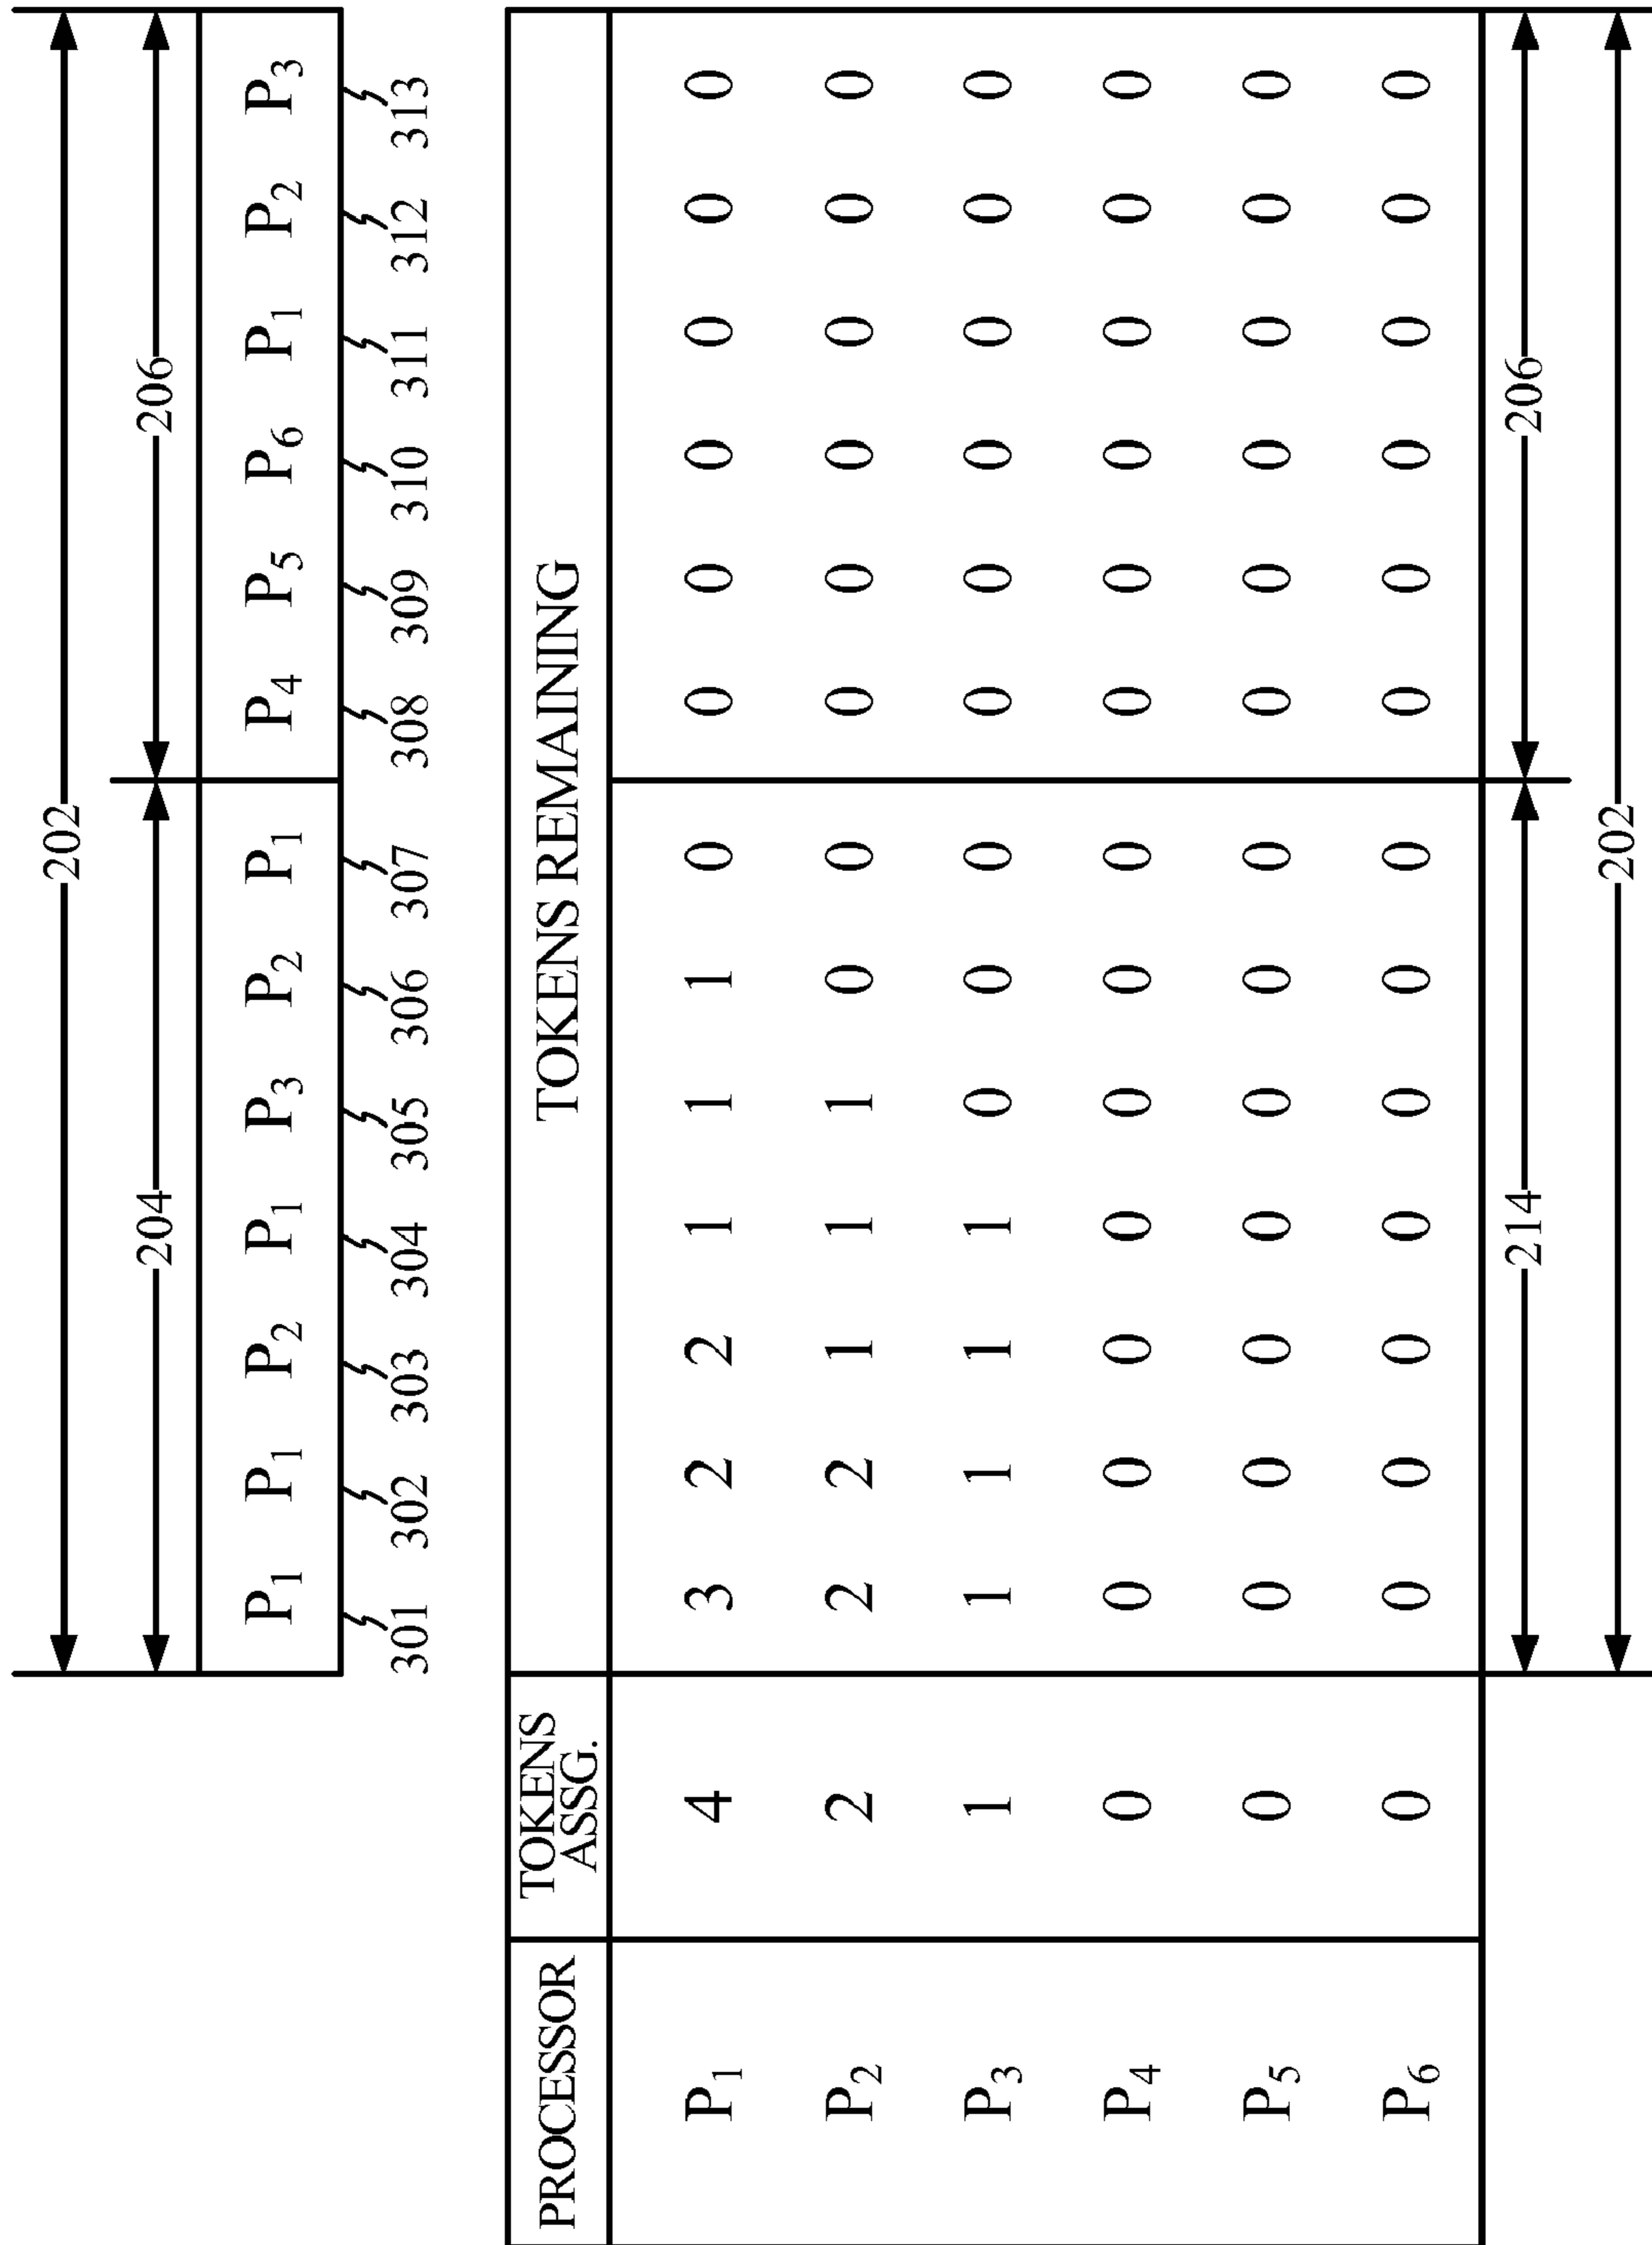 202
204 206
P1 P1 P2 P1 P3 P2 P1 P4 P5 P6 P1 P2 P3
301 302 303 304 305 306 307 308 309 310 311 312 313
PROCESSOR TOKENS ASSG. TOKENS REMAINING
P1 4 3 2 2 1 1 1 0 0 0 0 0 0 0
P2 2 2 2 1 1 1 0 0 0 0 0 0 0 0
P3 1 1 1 1 1 0 0 0 0 0 0 0 0 0
P4 0 0 0 0 0 0 0 0 0 0 0 0 0 0
P5 0 0 0 0 0 0 0 0 0 0 0 0 0 0
P6 0 0 0 0 0 0 0 0 0 0 0 0 0 0
214 206
202